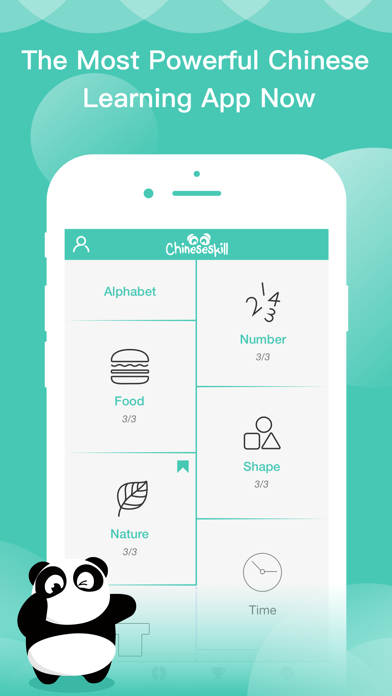 The Most Powerful Chinese
Learning App Now
Chineseskill
Alphabet
1
2
4
3
Number
3/3
Food
3/3
Shape
3/3
Nature
3/3
Time